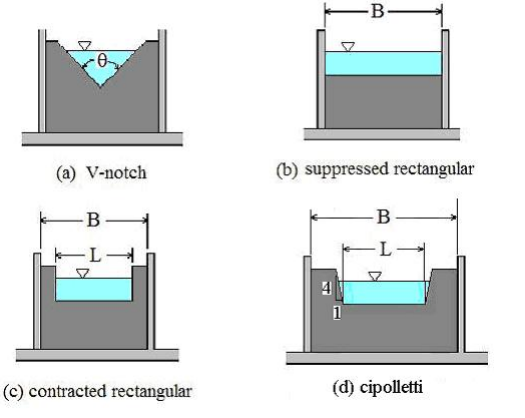 θ
(a) V-notch
B
(b) suppressed rectangular
B
L
(c) contracted rectangular
B
L
4
1
(d) cipolletti